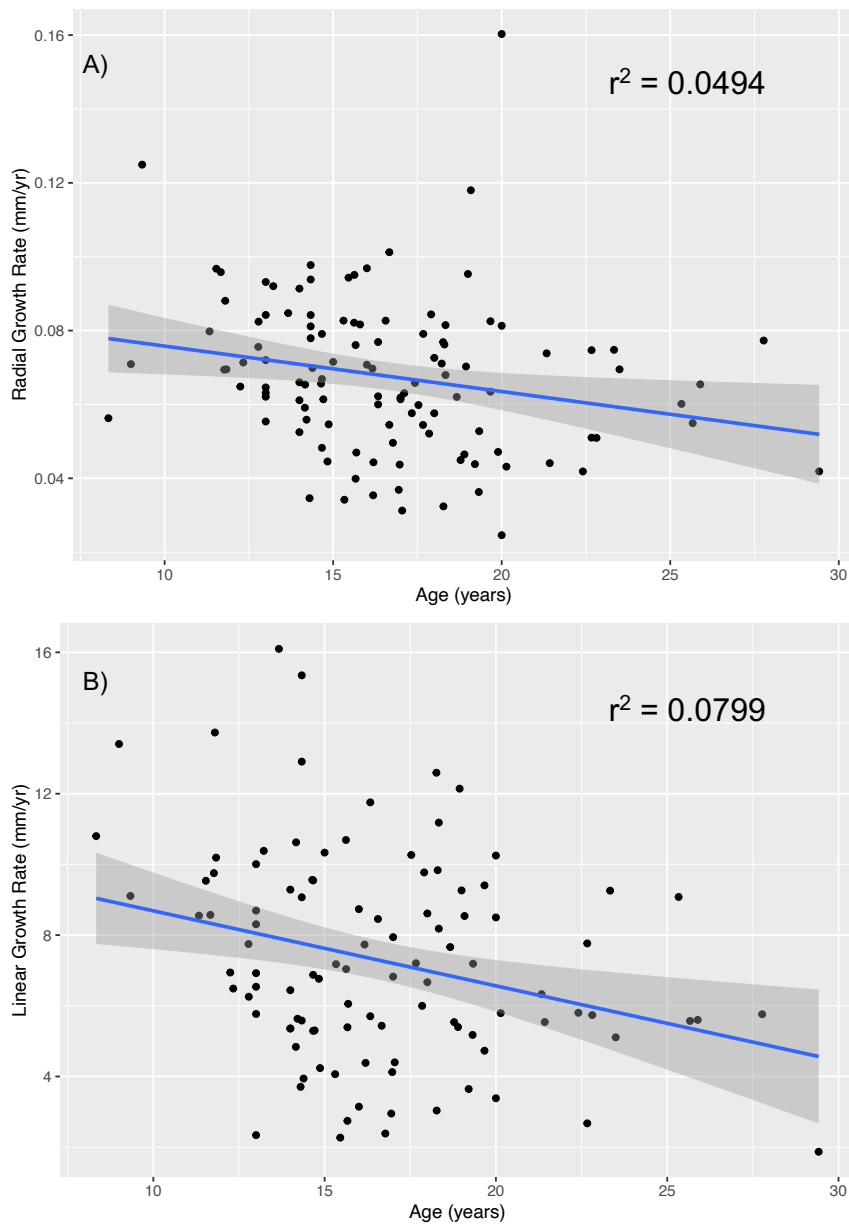 A)
r² = 0.0494
Radial Growth Rate (mm/yr)
0.16
0.12
0.08
0.04
10 15 20 25 30
Age (years)
B)
r² = 0.0799
Linear Growth Rate (mm/yr)
16
12
8
4
10 15 20 25 30
Age (years)